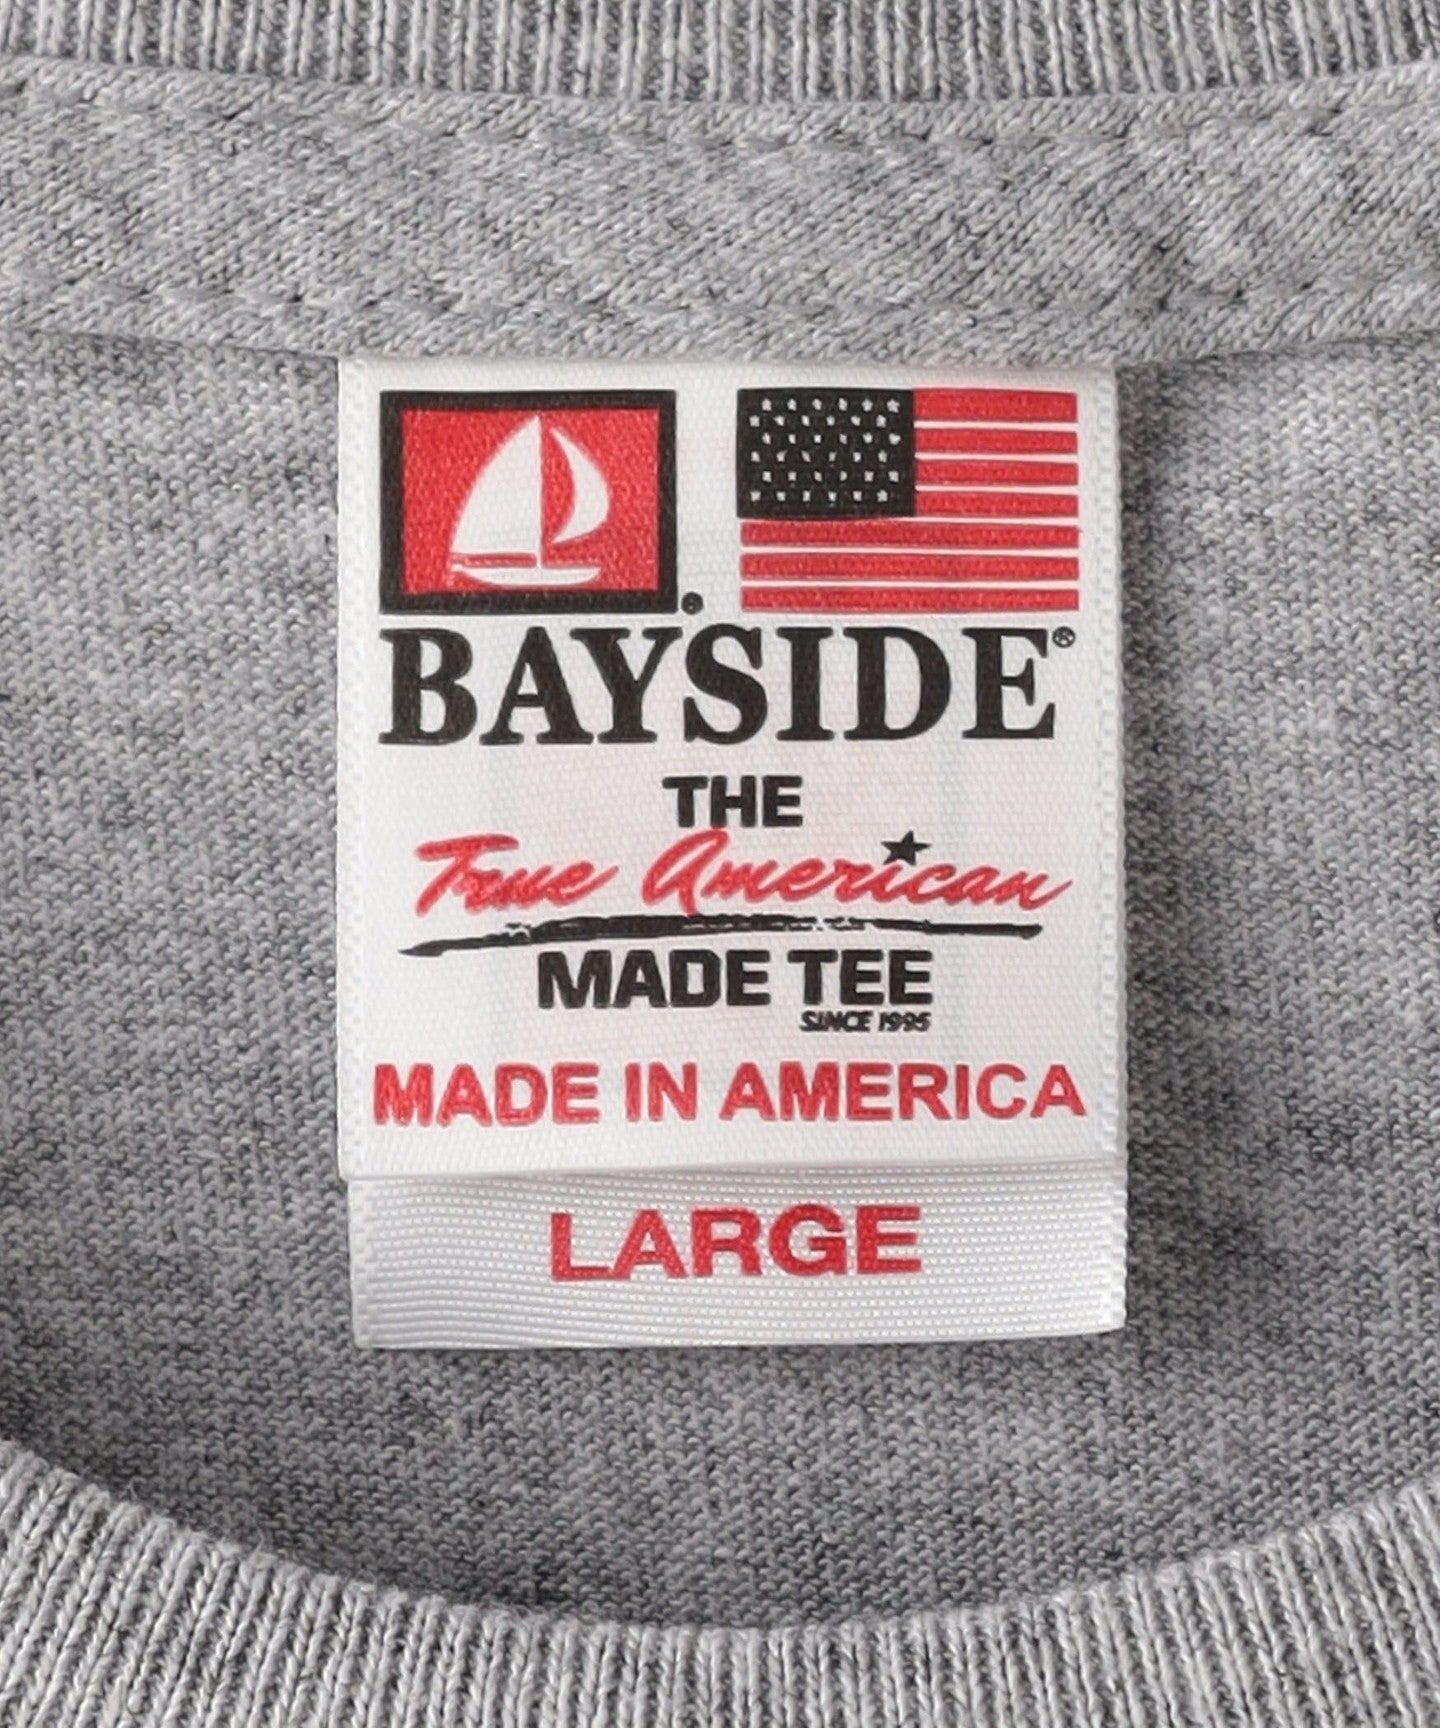 BAYSIDE®
THE
True American
MADE TEE
SINCE 1995
MADE IN AMERICA
LARGE